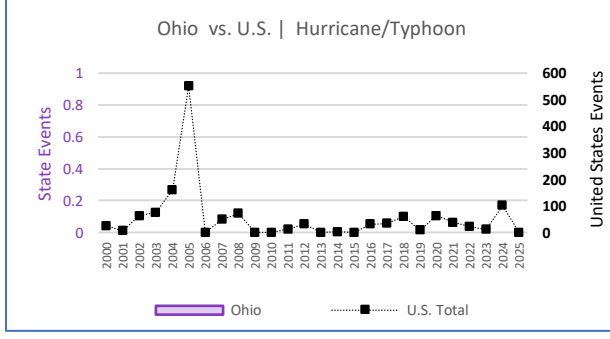 Ohio vs. U.S. | Hurricane/Typhoon
State Events
1
0.8
0.6
0.4
0.2
0
600
500
400
300
200
100
0
United States Events
2000 2001 2002 2003 2004 2005 2006 2007 2008 2009 2010 2011 2012 2013 2014 2015 2016 2017 2018 2019 2020 2021 2022 2023 2024 2025
Ohio U.S. Total